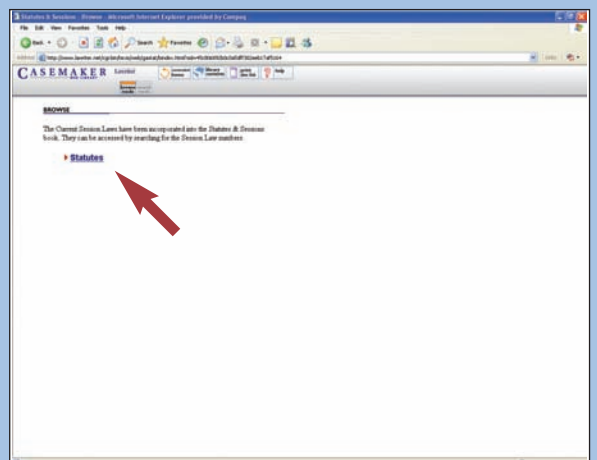 Statutes & Sessions - Browse - Microsoft Internet Explorer provided by Compaq
File Edit View Favorites Tools Help
Back Search Favorites
Address
CASEMAKER
help
BROWSE
The Current Session Laws have been incorporated into the Statutes & Sessions
book. They can be accessed by searching for the Session Law numbers.
Statutes